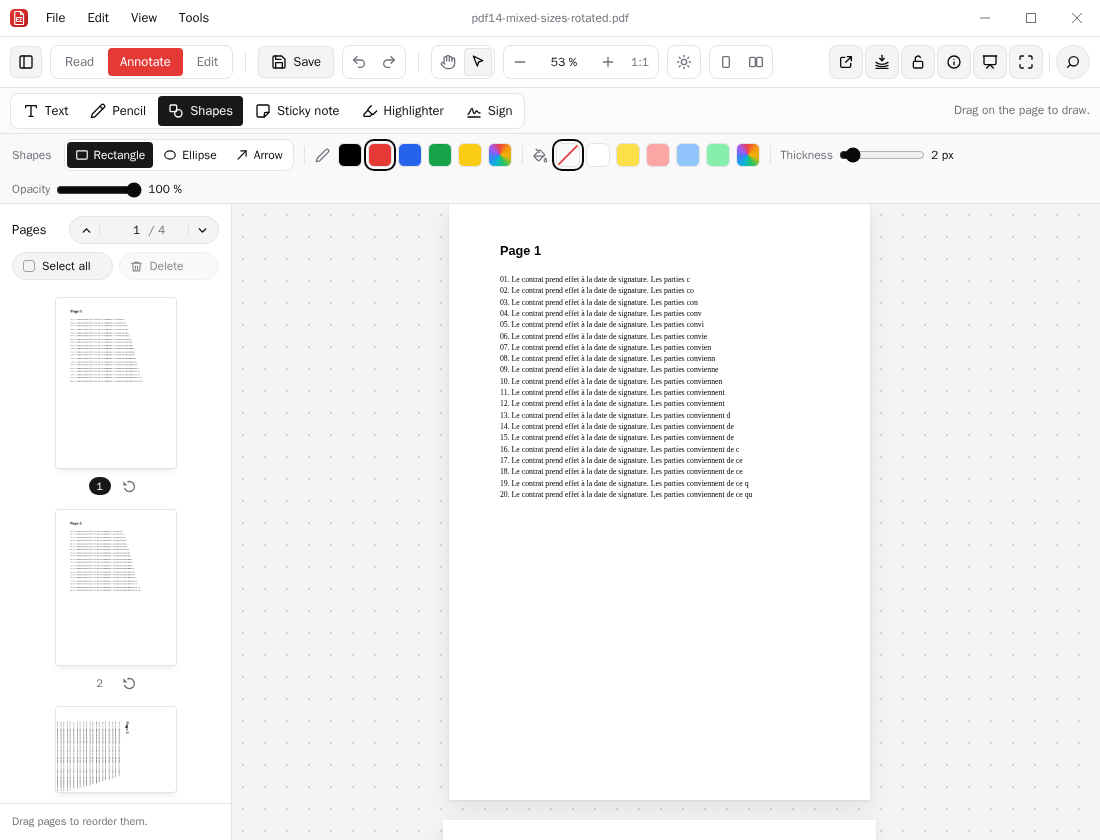 File Edit View Tools
pdf14-mixed-sizes-rotated.pdf
Read Annotate Edit Save 53 % 1:1
Text Pencil Shapes Sticky note Highlighter Sign
Drag on the page to draw.
Shapes Rectangle Ellipse Arrow Thickness 2 px
Opacity 100 %
Pages 1 / 4
Select all Delete
Page 1
1
Page 2
2
Drag pages to reorder them.
Page 1
01. Le contrat prend effet à la date de signature. Les parties c
02. Le contrat prend effet à la date de signature. Les parties co
03. Le contrat prend effet à la date de signature. Les parties con
04. Le contrat prend effet à la date de signature. Les parties conv
05. Le contrat prend effet à la date de signature. Les parties convi
06. Le contrat prend effet à la date de signature. Les parties convie
07. Le contrat prend effet à la date de signature. Les parties convien
08. Le contrat prend effet à la date de signature. Les parties convienn
09. Le contrat prend effet à la date de signature. Les parties convienne
10. Le contrat prend effet à la date de signature. Les parties conviennen
11. Le contrat prend effet à la date de signature. Les parties conviennent
12. Le contrat prend effet à la date de signature. Les parties conviennent
13. Le contrat prend effet à la date de signature. Les parties conviennent d
14. Le contrat prend effet à la date de signature. Les parties conviennent de
15. Le contrat prend effet à la date de signature. Les parties conviennent de
16. Le contrat prend effet à la date de signature. Les parties conviennent de c
17. Le contrat prend effet à la date de signature. Les parties conviennent de ce
18. Le contrat prend effet à la date de signature. Les parties conviennent de ce
19. Le contrat prend effet à la date de signature. Les parties conviennent de ce q
20. Le contrat prend effet à la date de signature. Les parties conviennent de ce qu